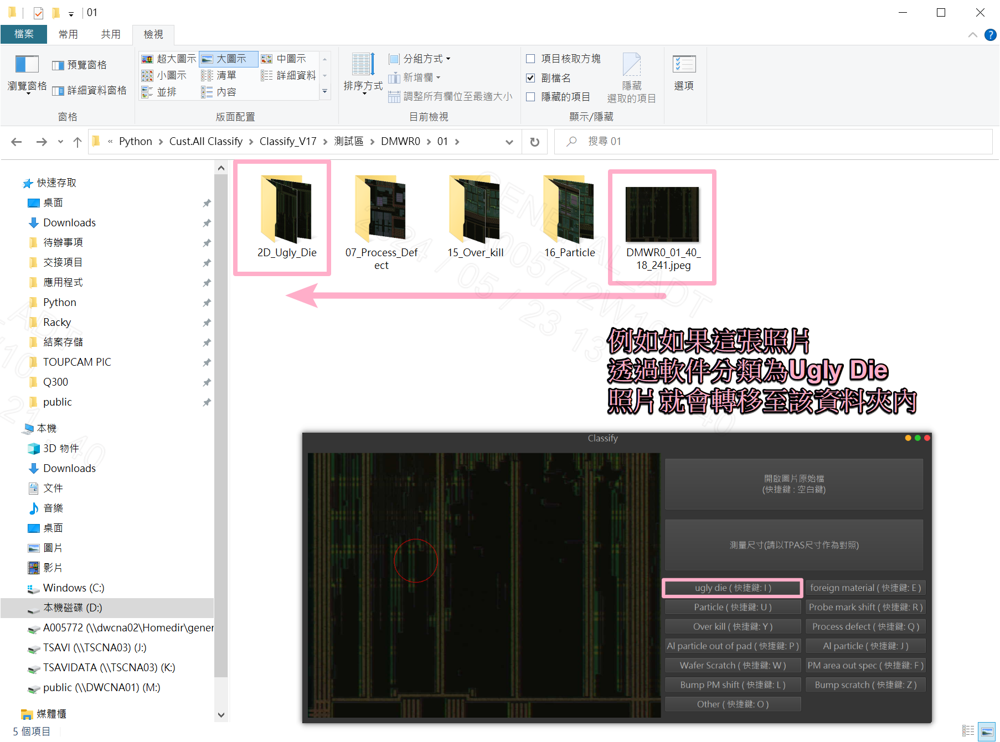 01
檔案
常用
共用
檢視
瀏覽窗格
預覽窗格
詳細資料窗格
窗格
超大圖示
大圖示
中圖示
小圖示
清單
詳細資料
並排
內容
版面配置
排序方式
分組方式
新增欄
調整所有欄位至最適大小
目前檢視
項目核取方塊
副檔名
隱藏的項目
隱藏
選取的項目
顯示/隱藏
選項
« Python > Cust.All Classify > Classify_V17 > 測試區 > DMWR0 > 01 >
搜尋 01
快速存取
桌面
Downloads
待辦事項
交接項目
應用程式
Python
Racky
結案存儲
TOUPCAM PIC
Q300
public
本機
3D 物件
Downloads
文件
音樂
桌面
圖片
影片
Windows (C:)
本機磁碟 (D:)
A005772 (\\dwcna02\Homedir\gener
TSAVI (\\TSCNA03) (J:)
TSAVIDATA (\\TSCNA03) (K:)
public (\\DWCNA01) (M:)
媒體櫃
5 個項目
2D_Ugly_Die
07_Process_Def
ect
15_Over_kill
16_Particle
DMWR0_01_40_
18_241.jpeg
例如如果這張照片
透過軟件分類為Ugly Die
照片就會轉移至該資料夾內
Classify
開啟圖片原始檔
(快捷鍵 : 空白鍵)
測量尺寸(請以TPAS尺寸作為對照)
ugly die ( 快捷鍵: I )
foreign material ( 快捷鍵: E )
Particle ( 快捷鍵: U )
Probe mark shift ( 快捷鍵: R )
Over kill ( 快捷鍵: Y )
Process defect ( 快捷鍵: Q )
Al particle out of pad ( 快捷鍵: P )
Al particle ( 快捷鍵: J )
Wafer Scratch ( 快捷鍵: W )
PM area out spec ( 快捷鍵: F )
Bump PM shift ( 快捷鍵: L )
Bump scratch ( 快捷鍵: Z )
Other ( 快捷鍵: O )